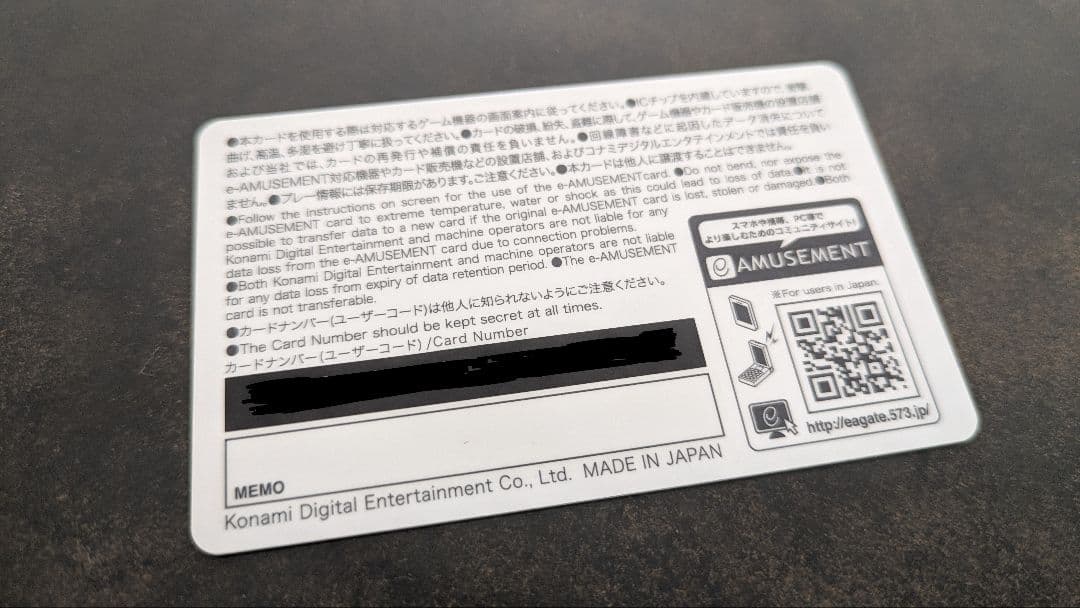 ●本カードを使用する際は対応するゲーム機器の画面案内に従ってください。●ICチップを内蔵していますので、衝撃、
曲げ、高温、多湿を避け丁寧に扱ってください。●カードの破損、紛失、盗難に際して、ゲーム機器やカード販売機の設置店舗、
および当社では、カードの再発行や補償の責任を負いません。●回線障害などに起因したデータ消失について、
e-AMUSEMENT対応機器やカード販売機などの設置店舗、およびコナミデジタルエンタテインメントでは責任を負い
ません。●プレー情報には保存期限があります。ご注意ください。●本カードは他人に譲渡することはできません。
●Follow the instructions on screen for the use of the e-AMUSEMENT card. ●Do not bend, nor expose the
e-AMUSEMENT card to extreme temperature, water or shock as this could lead to loss of data. ●It is not
possible to transfer data to a new card if the original e-AMUSEMENT card is lost, stolen or damaged. ●Both
Konami Digital Entertainment and machine operators are not liable for any
data loss from the e-AMUSEMENT card due to connection problems.
●Both Konami Digital Entertainment and machine operators are not liable
for any data loss from expiry of data retention period. ●The e-AMUSEMENT
card is not transferable.
●カードナンバー(ユーザーコード)は他人に知られないようにご注意ください。
●The Card Number should be kept secret at all times.
カードナンバー(ユーザーコード) /Card Number
MEMO
Konami Digital Entertainment Co., Ltd. MADE IN JAPAN
スマホや携帯、PC等で
より楽しむためのコミュニティサイト!
e AMUSEMENT
※For users in Japan.
http://eagate.573.jp/